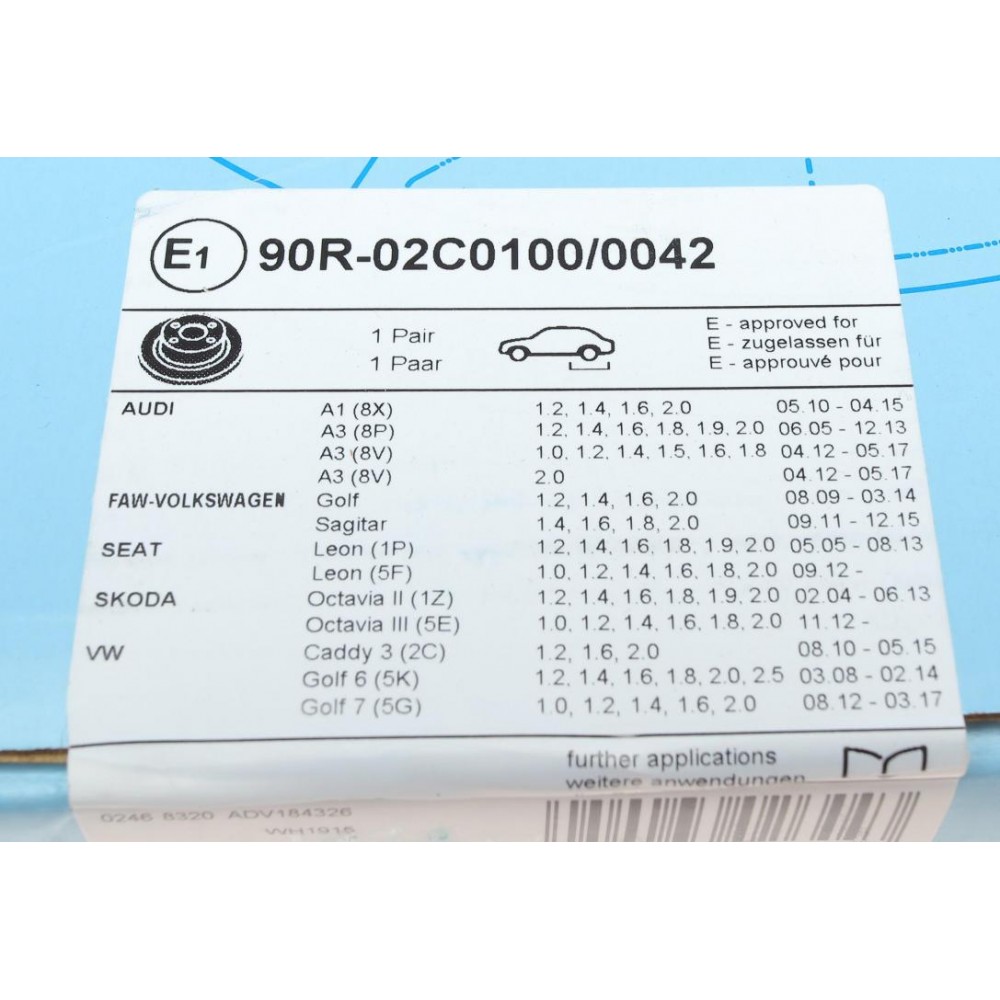 E1 90R-02C0100/0042
1 Pair
1 Paar
E - approved for
E - zugelassen für
E - approuvé pour
AUDI A1 (8X) 1.2, 1.4, 1.6, 2.0 05.10 - 04.15
A3 (8P) 1.2, 1.4, 1.6, 1.8, 1.9, 2.0 06.05 - 12.13
A3 (8V) 1.0, 1.2, 1.4, 1.5, 1.6, 1.8 04.12 - 05.17
A3 (8V) 2.0 04.12 - 05.17
FAW-VOLKSWAGEN Golf 1.2, 1.4, 1.6, 2.0 08.09 - 03.14
Sagitar 1.4, 1.6, 1.8, 2.0 09.11 - 12.15
SEAT Leon (1P) 1.2, 1.4, 1.6, 1.8, 1.9, 2.0 05.05 - 08.13
Leon (5F) 1.0, 1.2, 1.4, 1.6, 1.8, 2.0 09.12 -
SKODA Octavia II (1Z) 1.2, 1.4, 1.6, 1.8, 1.9, 2.0 02.04 - 06.13
Octavia III (5E) 1.0, 1.2, 1.4, 1.6, 1.8, 2.0 11.12 -
VW Caddy 3 (2C) 1.2, 1.6, 2.0 08.10 - 05.15
Golf 6 (5K) 1.2, 1.4, 1.6, 1.8, 2.0, 2.5 03.08 - 02.14
Golf 7 (5G) 1.0, 1.2, 1.4, 1.6, 2.0 08.12 - 03.17
further applications
weitere anwendungen
0246 8320 ADV184326
WH1916